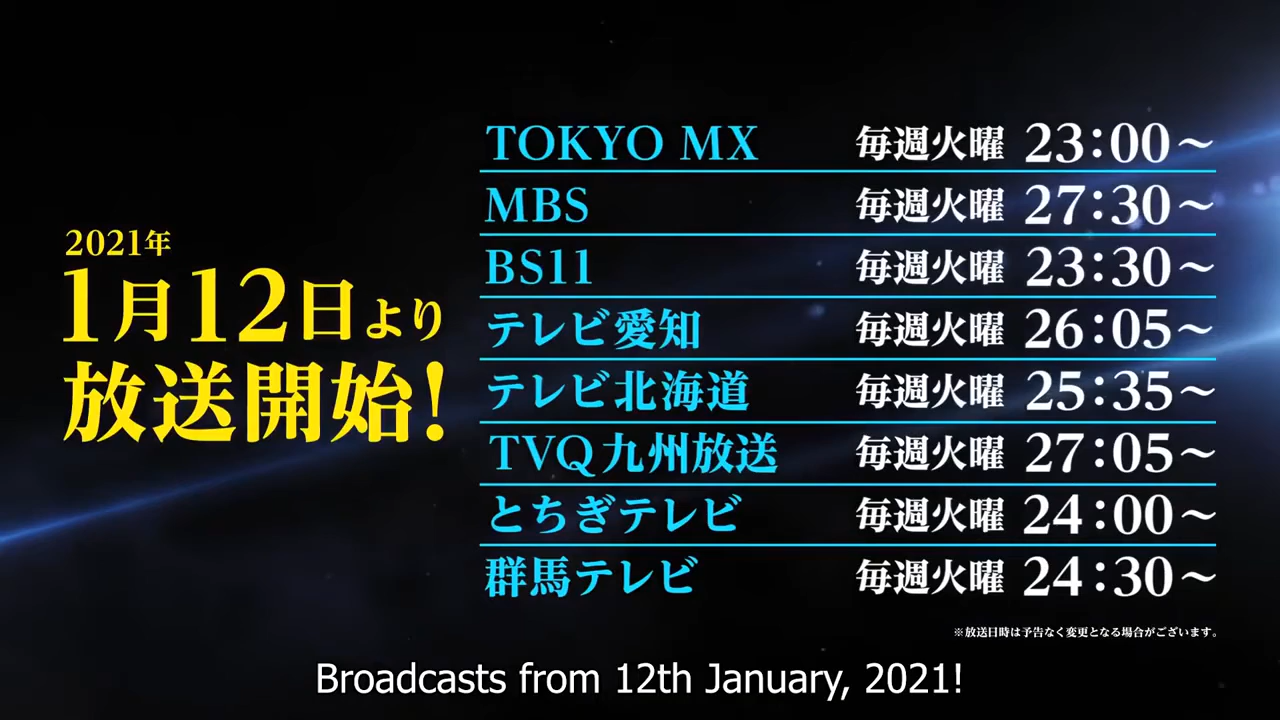 2021年
1月12日より
放送開始!
TOKYO MX 毎週火曜 23:00～
MBS 毎週火曜 27:30～
BS11 毎週火曜 23:30～
テレビ愛知 毎週火曜 26:05～
テレビ北海道 毎週火曜 25:35～
TVQ九州放送 毎週火曜 27:05～
とちぎテレビ 毎週火曜 24:00～
群馬テレビ 毎週火曜 24:30～
※放送日時は予告なく変更となる場合がございます。
Broadcasts from 12th January, 2021!